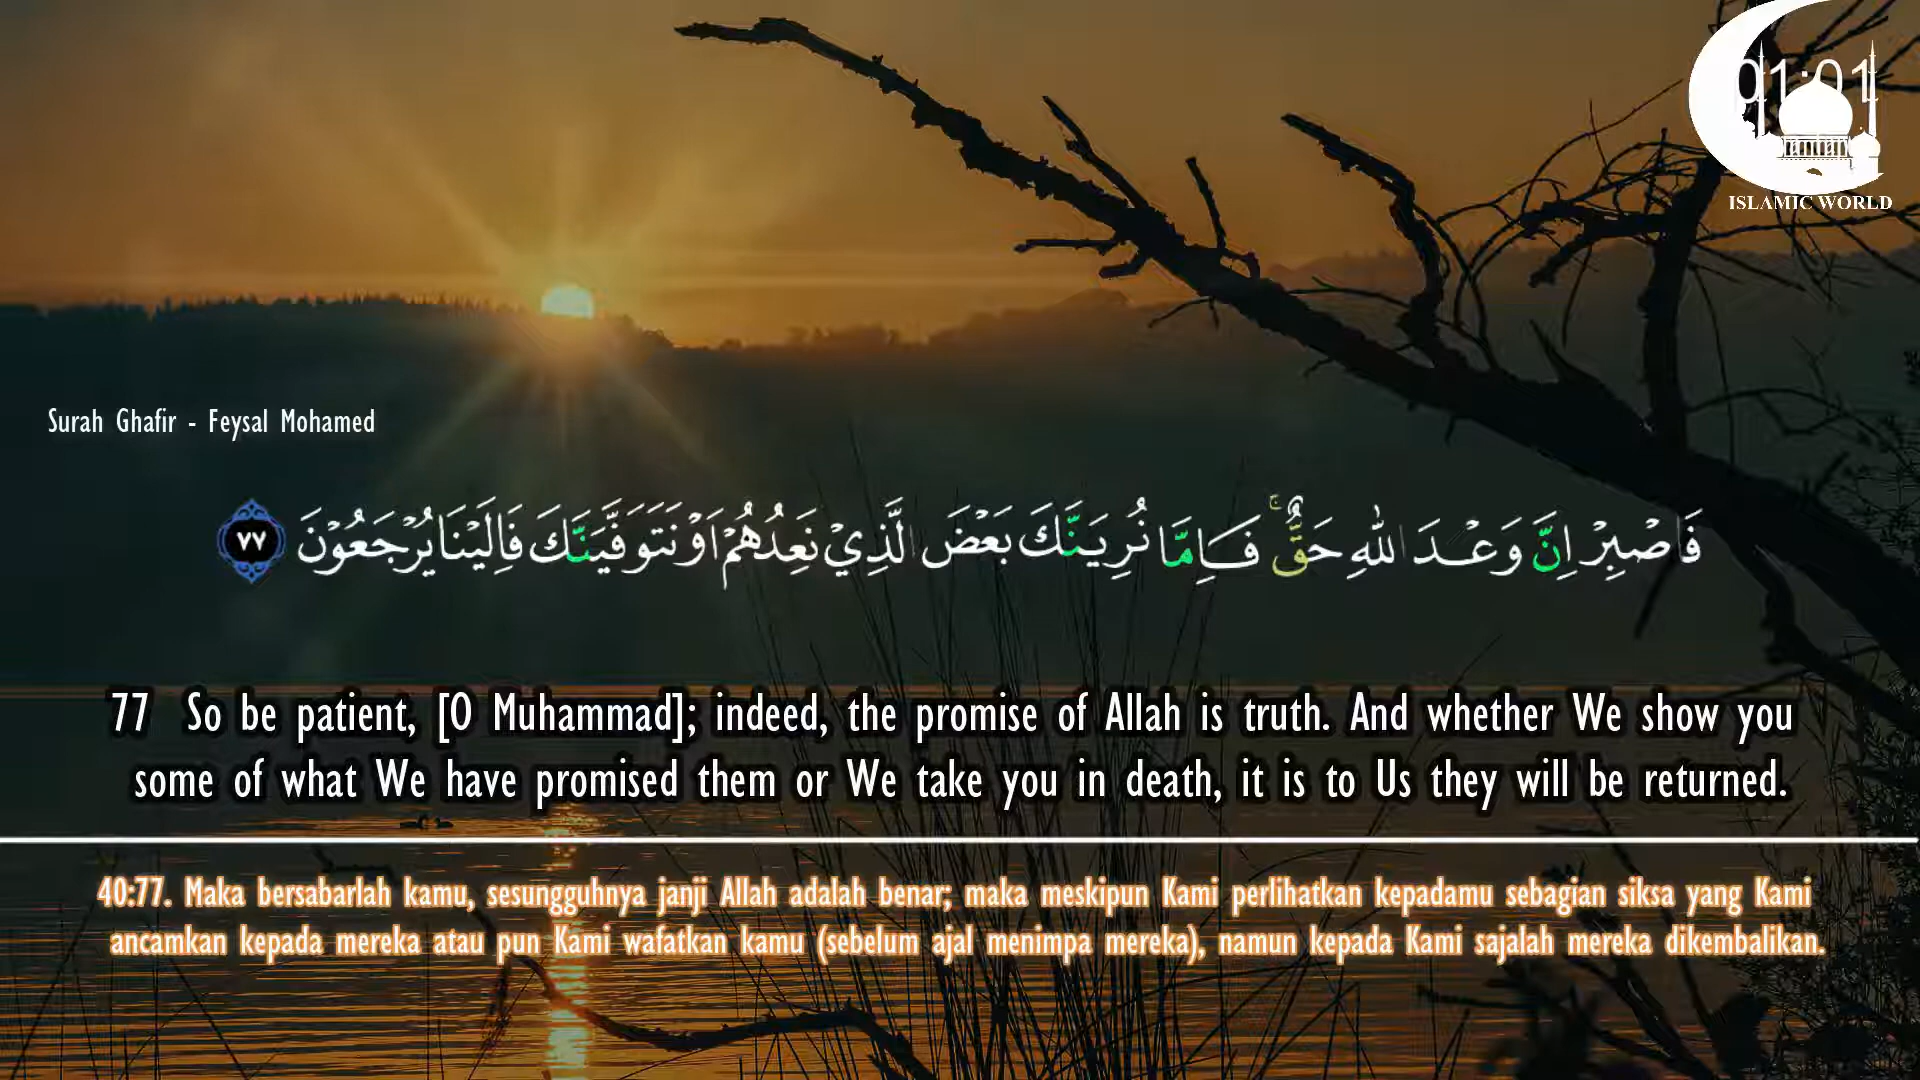 01:01
ISLAMIC WORLD
Surah Ghafir - Feysal Mohamed
فَاصْبِرْ اِنَّ وَعْدَ اللّٰهِ حَقٌّ ۚ فَاِمَّا نُرِيَنَّكَ بَعْضَ الَّذِيْ نَعِدُهُمْ اَوْ نَتَوَفَّيَنَّكَ فَاِلَيْنَا يُرْجَعُوْنَ ٧٧
77 So be patient, [O Muhammad]; indeed, the promise of Allah is truth. And whether We show you
some of what We have promised them or We take you in death, it is to Us they will be returned.
40:77. Maka bersabarlah kamu, sesungguhnya janji Allah adalah benar; maka meskipun Kami perlihatkan kepadamu sebagian siksa yang Kami
ancamkan kepada mereka atau pun Kami wafatkan kamu (sebelum ajal menimpa mereka), namun kepada Kami sajalah mereka dikembalikan.